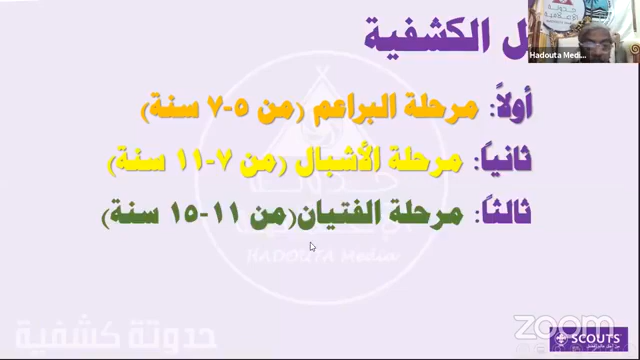 ل الكشفية
أولاً: مرحلة البراعم (من ٥-٧ سنة)
ثانياً: مرحلة الأشبال (من ٧-١١ سنة)
ثالثاً: مرحلة الفتيان(من ١١-١٥ سنة)
HADOUTA Media
حدوتة كشفية
Hadouta Medi...
zoom
SCOUTS